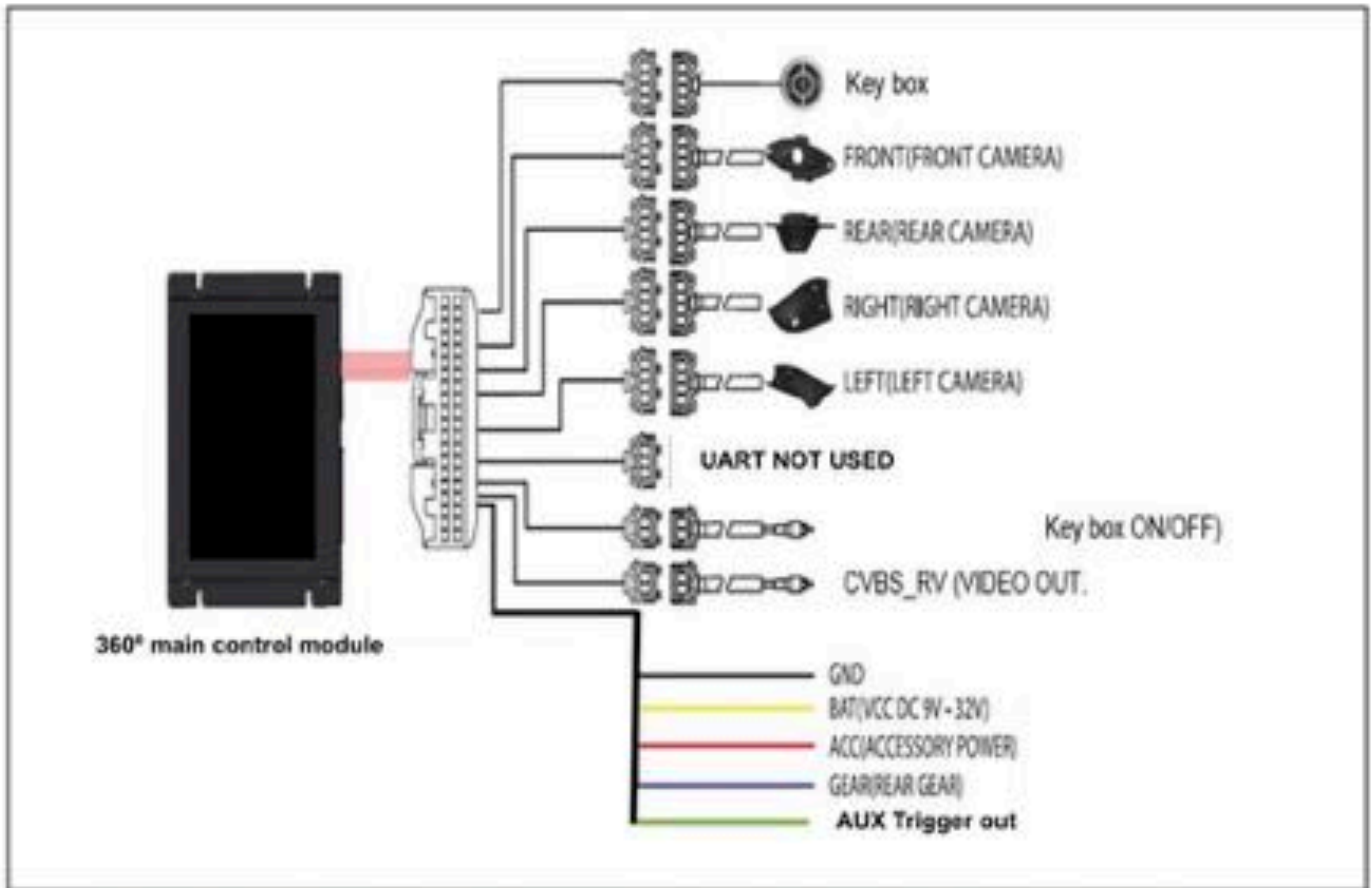 Key box
FRONT(FRONT CAMERA)
REAR(REAR CAMERA)
RIGHT(RIGHT CAMERA)
LEFT(LEFT CAMERA)
UART NOT USED
Key box ON/OFF)
CVBS_RV (VIDEO OUT.
360° main control module
GND
BAT(VCC DC 9V-32V)
ACC(ACCESSORY POWER)
GEAR(REAR GEAR)
AUX Trigger out